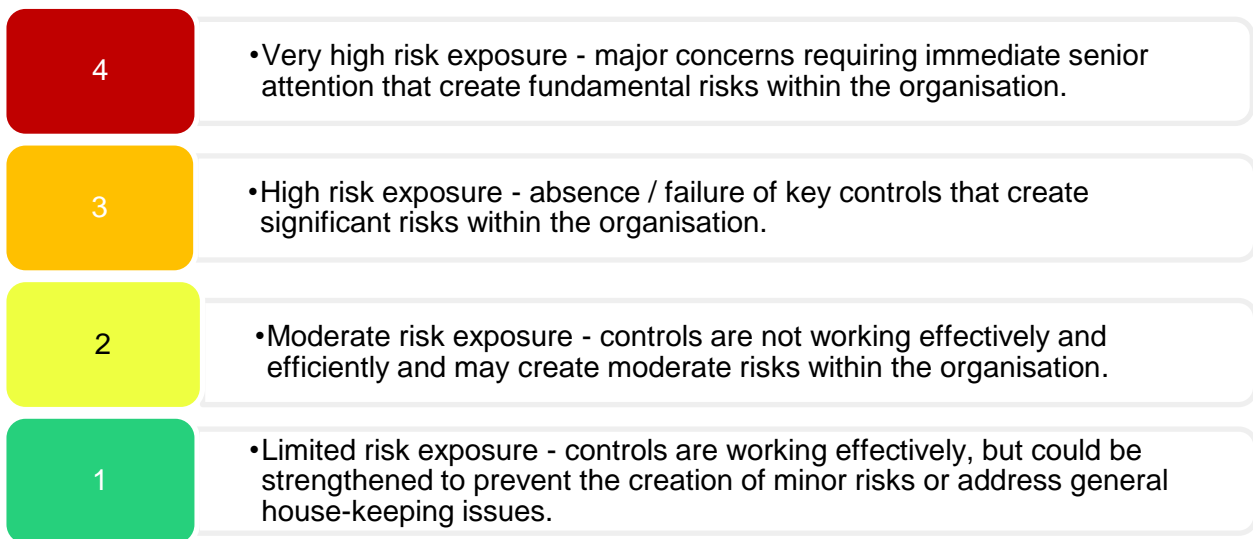 4
•Very high risk exposure - major concerns requiring immediate senior
attention that create fundamental risks within the organisation.
3
•High risk exposure - absence / failure of key controls that create
significant risks within the organisation.
2
•Moderate risk exposure - controls are not working effectively and
efficiently and may create moderate risks within the organisation.
1
•Limited risk exposure - controls are working effectively, but could be
strengthened to prevent the creation of minor risks or address general
house-keeping issues.